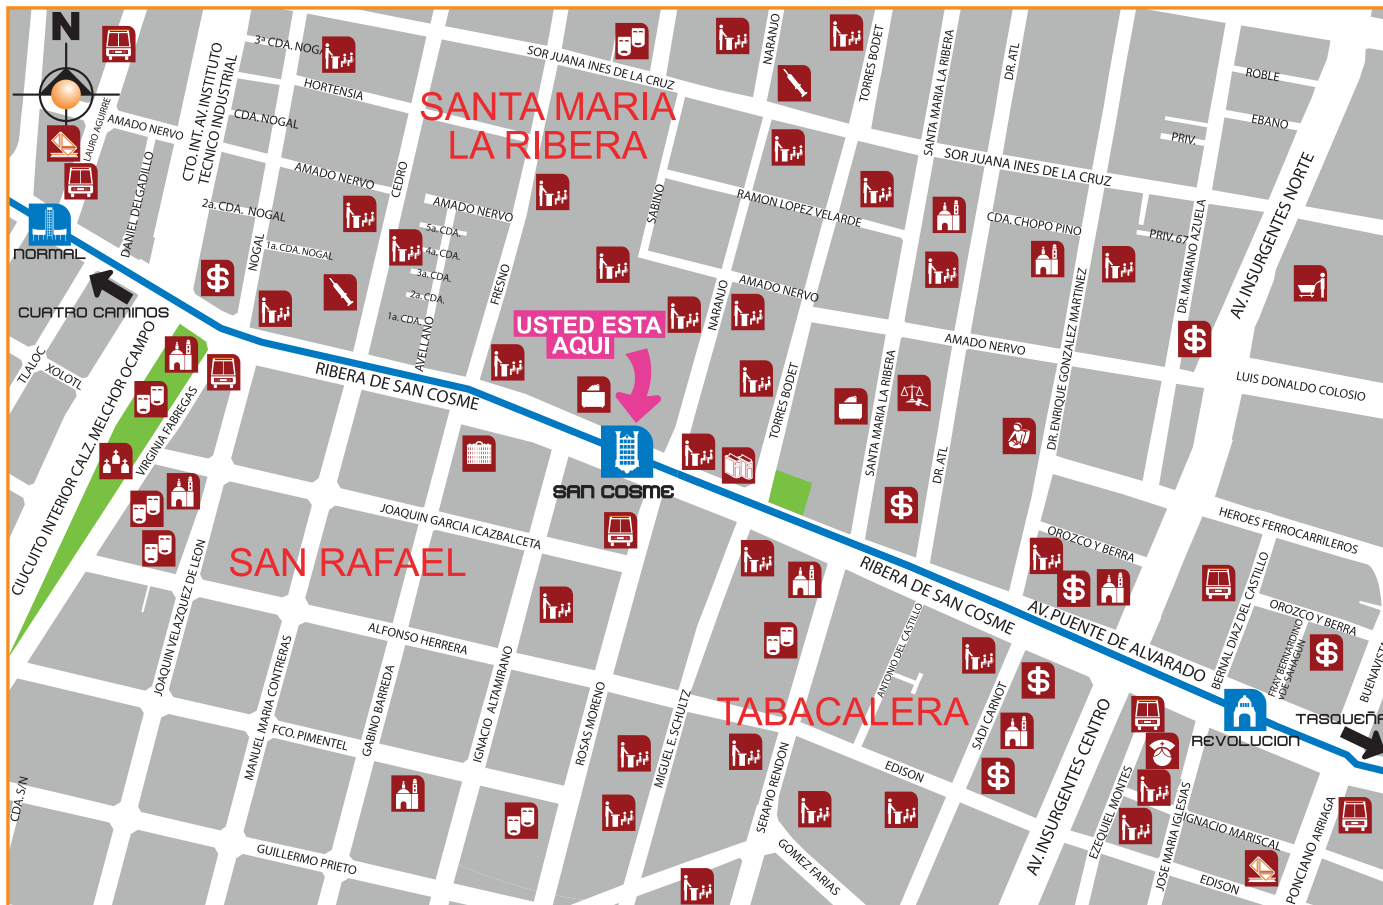 N
3ª CDA. NOGAL
HORTENSIA
CDA. NOGAL
CTO. INT. AV. INSTITUTO
TECNICO INDUSTRIAL
LAURO AGUIRRE
AMADO NERVO
DANIEL DELGADILLO
SOR JUANA INES DE LA CRUZ
NARANJO
TORRES BODET
SANTA MARIA LA RIBERA
DR. ATL
ROBLE
EBANO
PRIV.
SANTA MARIA
LA RIBERA
AMADO NERVO
CEDRO
SOR JUANA INES DE LA CRUZ
2a. CDA. NOGAL
NOGAL
1a. CDA. NOGAL
AMADO NERVO
5a. CDA.
4a. CDA.
3a. CDA.
2a. CDA.
1a. CDA.
AVELLANO
FRESNO
SABINO
RAMON LOPEZ VELARDE
CDA. CHOPO PINO
PRIV. 67
DR. MARIANO AZUELA
AV. INSURGENTES NORTE
NORMAL
CUATRO CAMINOS
AMADO NERVO
NARANJO
USTED ESTA
AQUI
AMADO NERVO
DR. ENRIQUE GONZALEZ MARTINEZ
LUIS DONALDO COLOSIO
TLALOC
XOLOTL
CIUCUITO INTERIOR CALZ. MELCHOR OCAMPO
VIRGINIA FABREGAS
RIBERA DE SAN COSME
TORRES BODET
SANTA MARIA LA RIBERA
DR. ATL
SAN COSME
JOAQUIN GARCIA ICAZBALCETA
HEROES FERROCARRILEROS
OROZCO Y BERRA
SAN RAFAEL
JOAQUIN VELAZQUEZ DE LEON
RIBERA DE SAN COSME
AV. PUENTE DE ALVARADO
BERNAL DIAZ DEL CASTILLO
OROZCO Y BERRA
FRAY BERNARDINO
DE SAHAGUN
BUENAVISTA
ALFONSO HERRERA
MANUEL MARIA CONTRERAS
GABINO BARREDA
IGNACIO ALTAMIRANO
ROSAS MORENO
MIGUEL E. SCHULTZ
ANTONIO DEL CASTILLO
SADI CARNOT
TABACALERA
REVOLUCION
TASQUEÑA
FCO. PIMENTEL
SERAPIO RENDON
EDISON
AV. INSURGENTES CENTRO
EZEQUIEL MONTES
JOSE MARIA IGLESIAS
IGNACIO MARISCAL
PONCIANO ARRIAGA
CDA. S/N
GUILLERMO PRIETO
GOMEZ FARIAS
EDISON